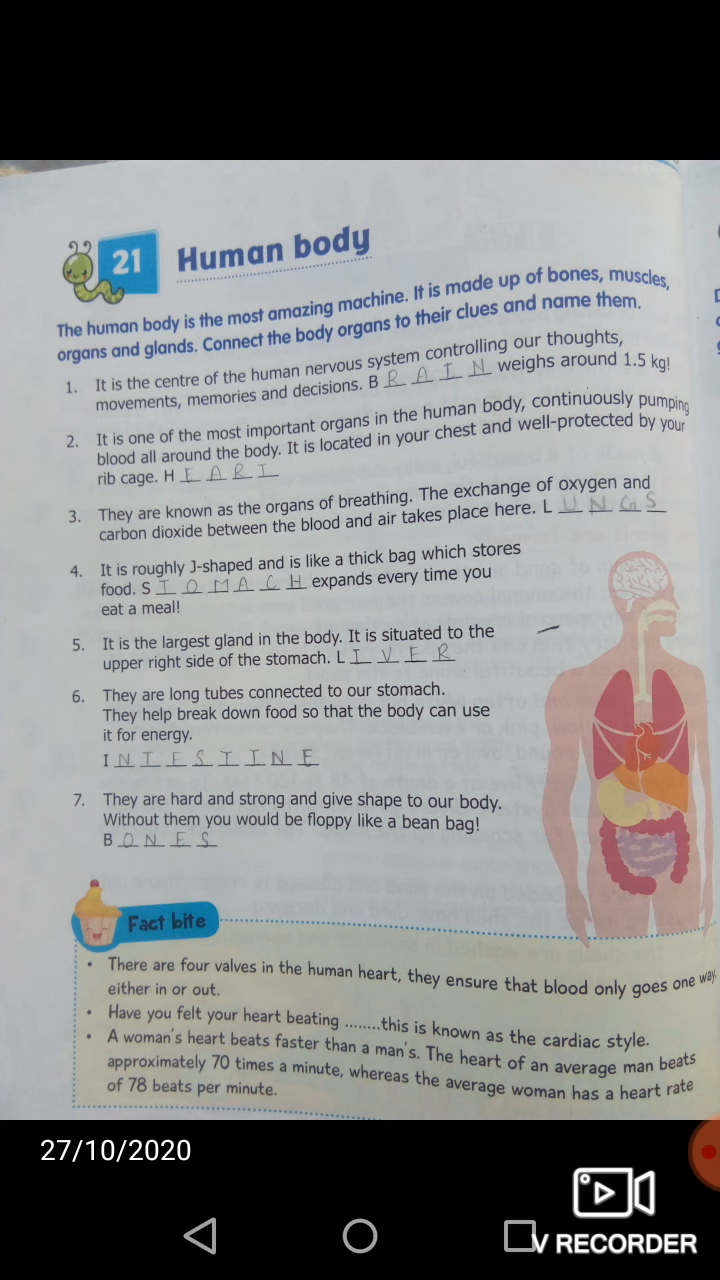 21 Human body
The human body is the most amazing machine. It is made up of bones, muscles,
organs and glands. Connect the body organs to their clues and name them.
1. It is the centre of the human nervous system controlling our thoughts,
movements, memories and decisions. B R A I N weighs around 1.5 kg!
2. It is one of the most important organs in the human body, continuously pumping
blood all around the body. It is located in your chest and well-protected by your
rib cage. H E A R T
3. They are known as the organs of breathing. The exchange of oxygen and
carbon dioxide between the blood and air takes place here. L U N G S
4. It is roughly J-shaped and is like a thick bag which stores
food. S T O M A C H expands every time you
eat a meal!
5. It is the largest gland in the body. It is situated to the
upper right side of the stomach. L I V E R
6. They are long tubes connected to our stomach.
They help break down food so that the body can use
it for energy.
I N T E S T I N E
7. They are hard and strong and give shape to our body.
Without them you would be floppy like a bean bag!
B O N E S
Fact bite
• There are four valves in the human heart, they ensure that blood only goes one way,
either in or out.
• Have you felt your heart beating ........this is known as the cardiac style.
• A woman's heart beats faster than a man's. The heart of an average man beats
approximately 70 times a minute, whereas the average woman has a heart rate
of 78 beats per minute.
27/10/2020
V RECORDER